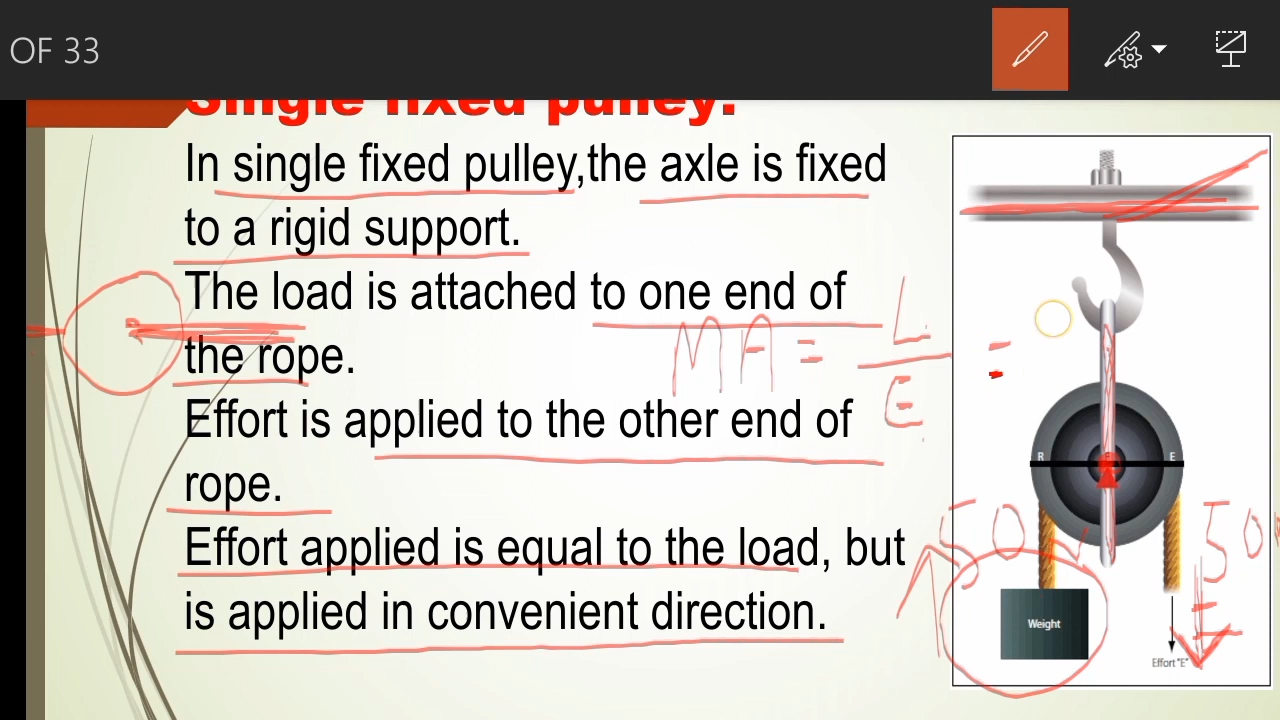 OF 33
Single fixed pulley:
In single fixed pulley,the axle is fixed
to a rigid support.
The load is attached to one end of
the rope.
Effort is applied to the other end of
rope.
Effort applied is equal to the load, but
is applied in convenient direction.
MA = L/E =
R E
50 N
50N
E
Weight
Effort "E"